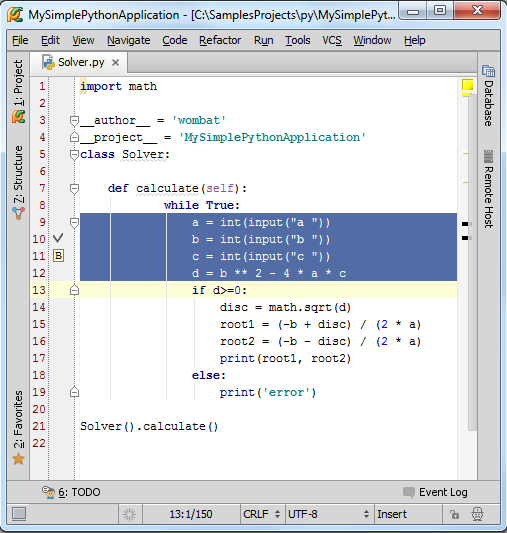 MySimplePythonApplication - [C:\SamplesProjects\py\MySimplePyt
File Edit View Navigate Code Refactor Run Tools VCS Window Help
Solver.py
1: Project
7: Structure
2: Favorites
1 import math
2
3 __author__ = 'wombat'
4 __project__ = 'MySimplePythonApplication'
5 class Solver:
6
7 def calculate(self):
8 while True:
9 a = int(input("a "))
10 b = int(input("b "))
11 B c = int(input("c "))
12 d = b ** 2 - 4 * a * c
13 if d>=0:
14 disc = math.sqrt(d)
15 root1 = (-b + disc) / (2 * a)
16 root2 = (-b - disc) / (2 * a)
17 print(root1, root2)
18 else:
19 print('error')
20
21 Solver().calculate()
22
Database
Remote Host
6: TODO Event Log
13:1/150 CRLF UTF-8 Insert